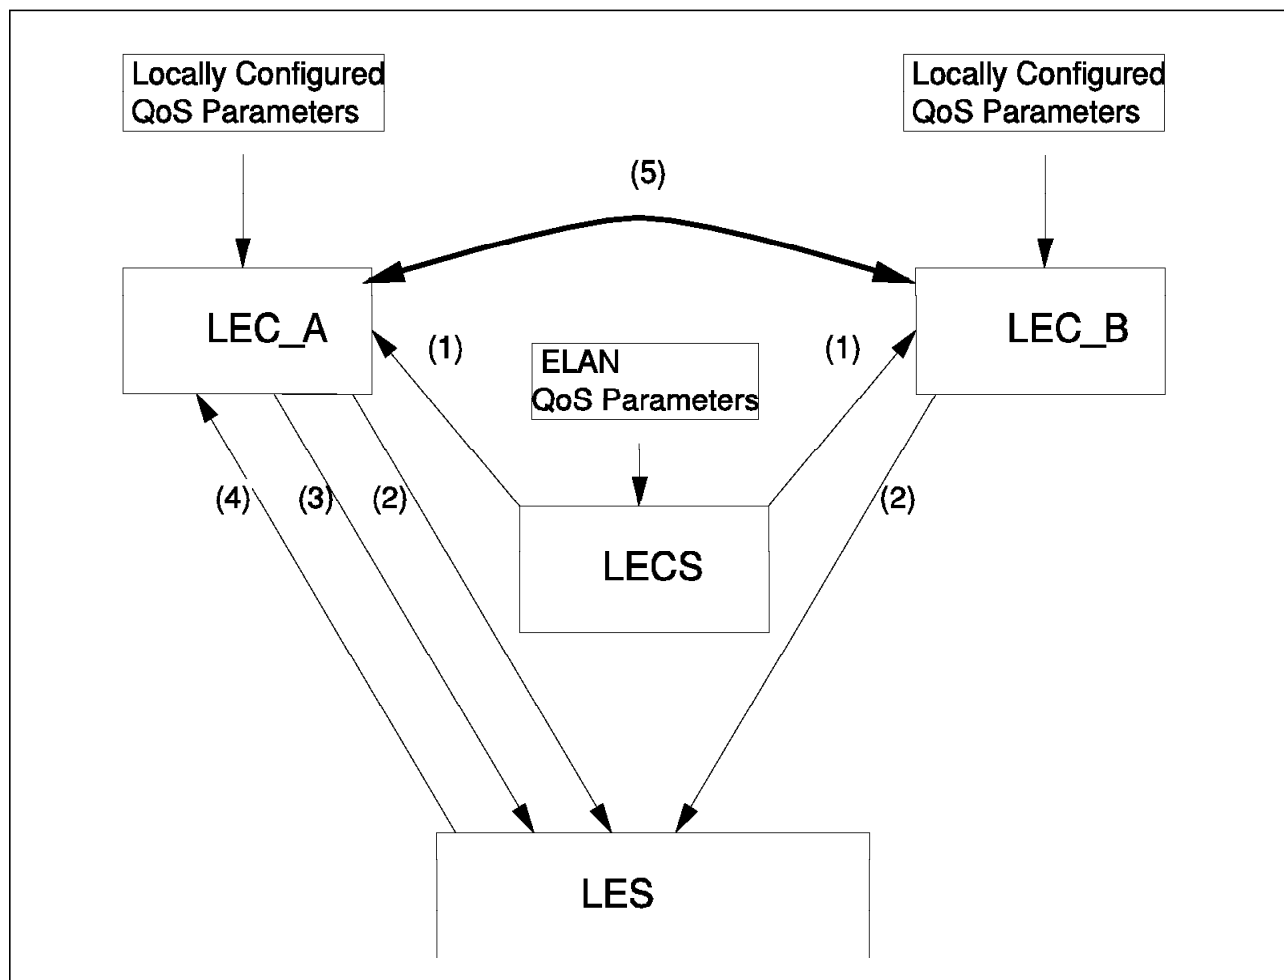 Locally Configured
QoS Parameters
Locally Configured
QoS Parameters
(5)
LEC_A
LEC_B
(1)
(1)
ELAN
QoS Parameters
(4)
(3)
(2)
(2)
LECS
LES